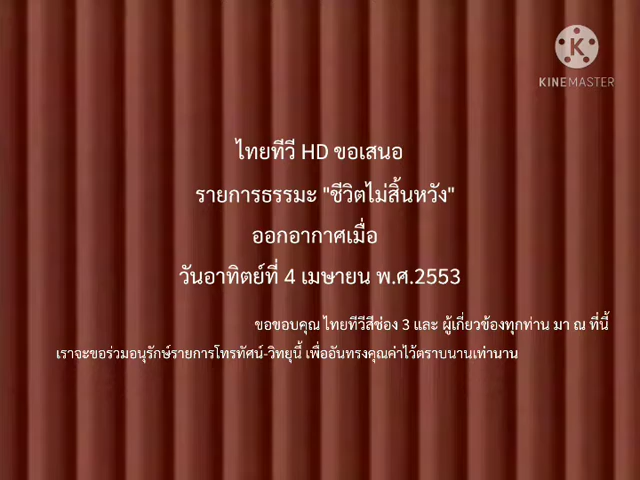 KINEMASTER
ไทยทีวี HD ขอเสนอ
รายการธรรมะ "ชีวิตไม่สิ้นหวัง"
ออกอากาศเมื่อ
วันอาทิตย์ที่ 4 เมษายน พ.ศ.2553
ขอขอบคุณ ไทยทีวีสีช่อง 3 และ ผู้เกี่ยวข้องทุกท่าน มา ณ ที่นี้
เราจะขอร่วมอนุรักษ์รายการโทรทัศน์-วิทยุนี้ เพื่ออันทรงคุณค่าไว้ตราบนานเท่านาน